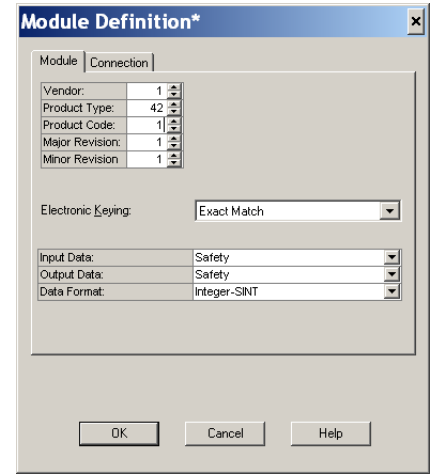 Module Definition*
Module Connection
Vendor: 1
Product Type: 42
Product Code: 1
Major Revision: 1
Minor Revision 1
Electronic Keying: Exact Match
Input Data: Safety
Output Data: Safety
Data Format: Integer-SINT
OK Cancel Help